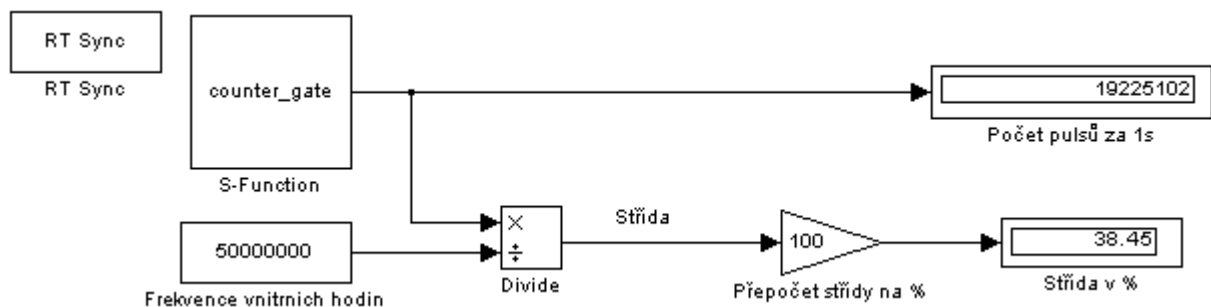 RT Sync
RT Sync
counter_gate
S-Function
19225102
Počet pulsů za 1s
50000000
Frekvence vnitrnich hodin
×
÷
Divide
Střída
100
Přepočet střídy na %
38.45
Střída v %